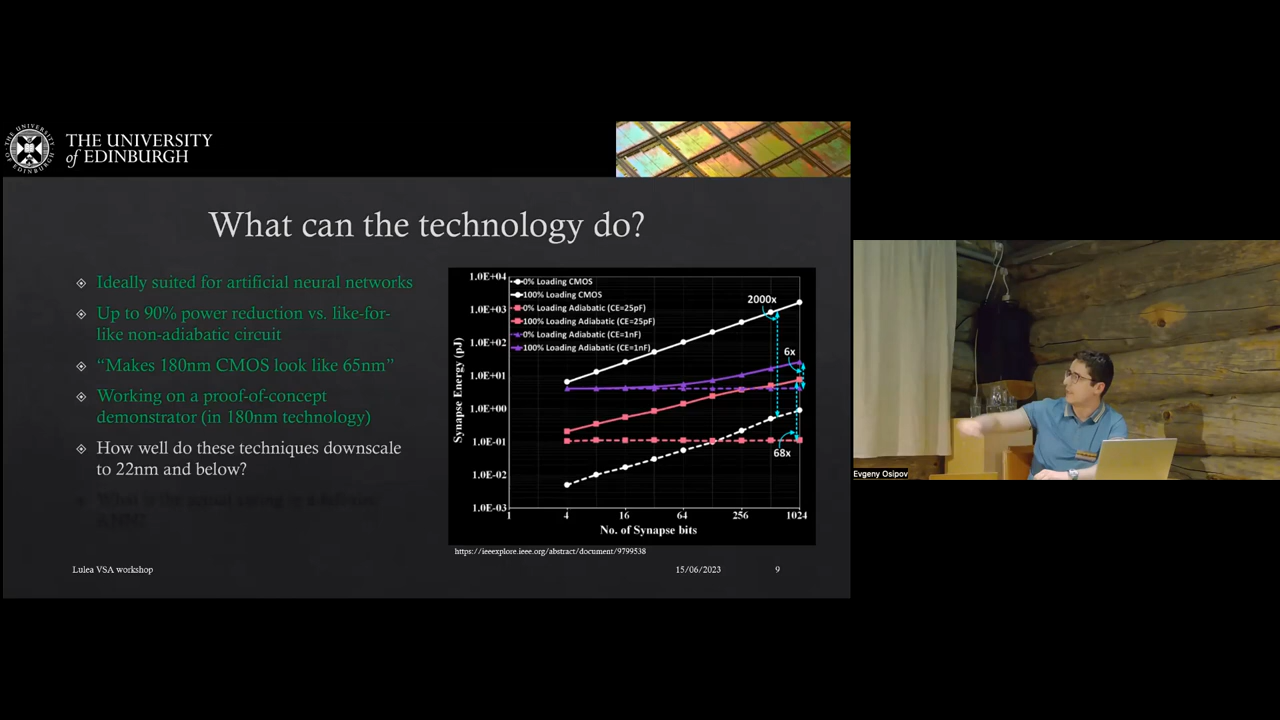 THE UNIVERSITY
of EDINBURGH
What can the technology do?
Ideally suited for artificial neural networks
Up to 90% power reduction vs. like-for-
like non-adiabatic circuit
“Makes 180nm CMOS look like 65nm”
Working on a proof-of-concept
demonstrator (in 180nm technology)
How well do these techniques downscale
to 22nm and below?
1.0E+04
1.0E+03
1.0E+02
1.0E+01
1.0E+00
1.0E-01
1.0E-02
1.0E-03
Synapse Energy (pJ)
0% Loading CMOS
100% Loading CMOS
0% Loading Adiabatic (CE=25pF)
100% Loading Adiabatic (CE=25pF)
0% Loading Adiabatic (CE=1nF)
100% Loading Adiabatic (CE=1nF)
2000x
6x
68x
1 4 16 64 256 1024
No. of Synapse bits
https://ieeexplore.ieee.org/abstract/document/9799538
Lulea VSA workshop
15/06/2023
9
Evgeny Osipov